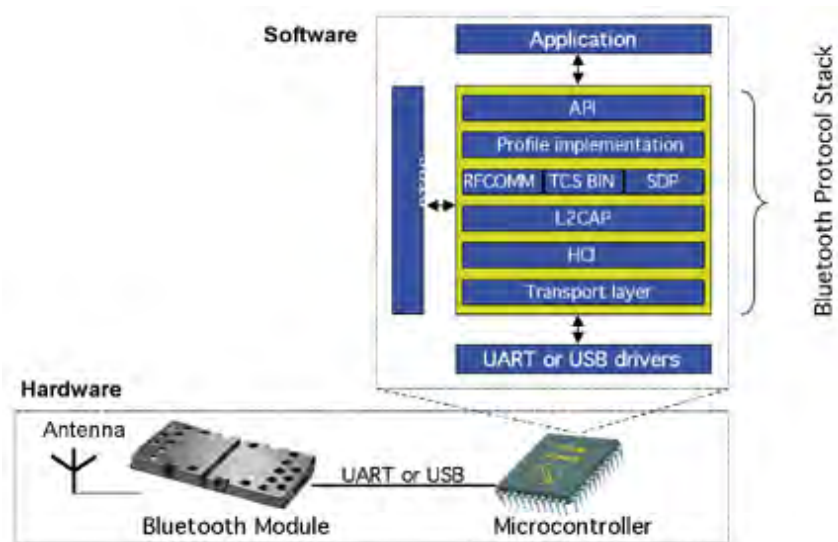 Software
Application
API
Profile implementation
RFCOMM TCS BIN SDP
L2CAP
HCI
Transport layer
UART or USB drivers
Bluetooth Protocol Stack
Hardware
Antenna
UART or USB
Bluetooth Module
Microcontroller